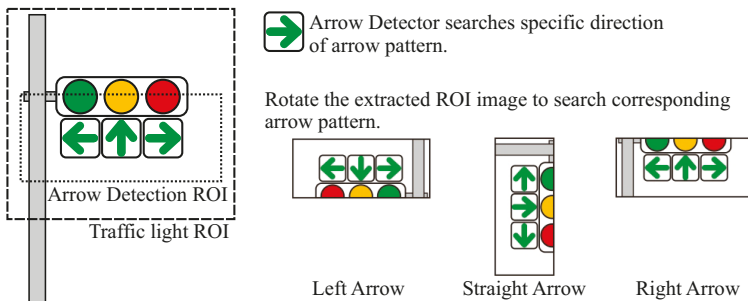 Arrow Detector searches specific direction
of arrow pattern.
Rotate the extracted ROI image to search corresponding
arrow pattern.
Arrow Detection ROI
Traffic light ROI
Left Arrow
Straight Arrow
Right Arrow